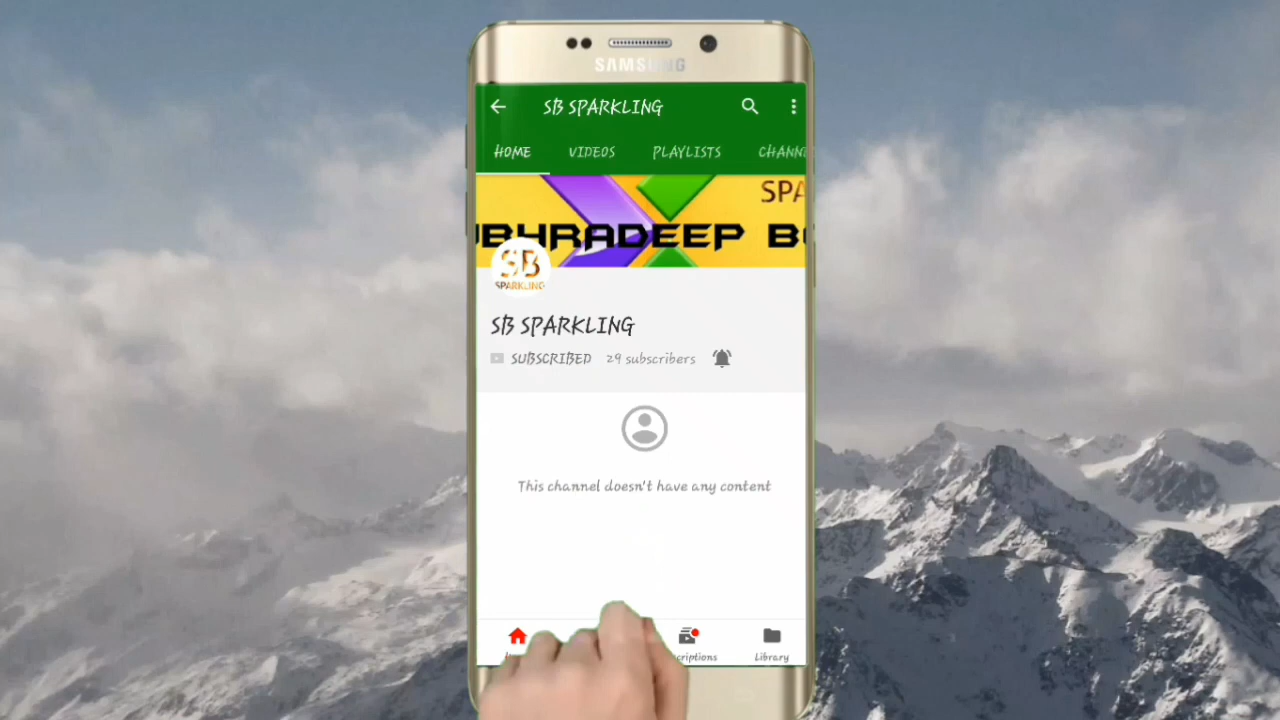 SAMSUNG
SB SPARKLING
HOME VIDEOS PLAYLISTS
SPA
SB
SPARKLING
SB SPARKLING
SUBSCRIBED 29 subscribers
This channel doesn't have any content
Library